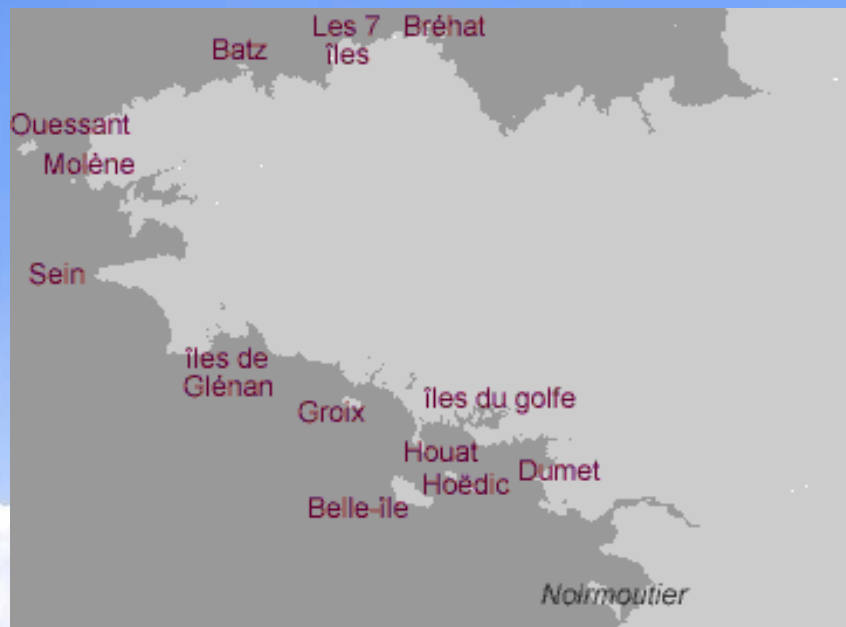 Les 7
îles
Bréhat
Batz
Ouessant
Molène
Sein
îles de
Glénan
Groix
îles du golfe
Houat
Hoëdic
Dumet
Belle-île
Noirmoutier